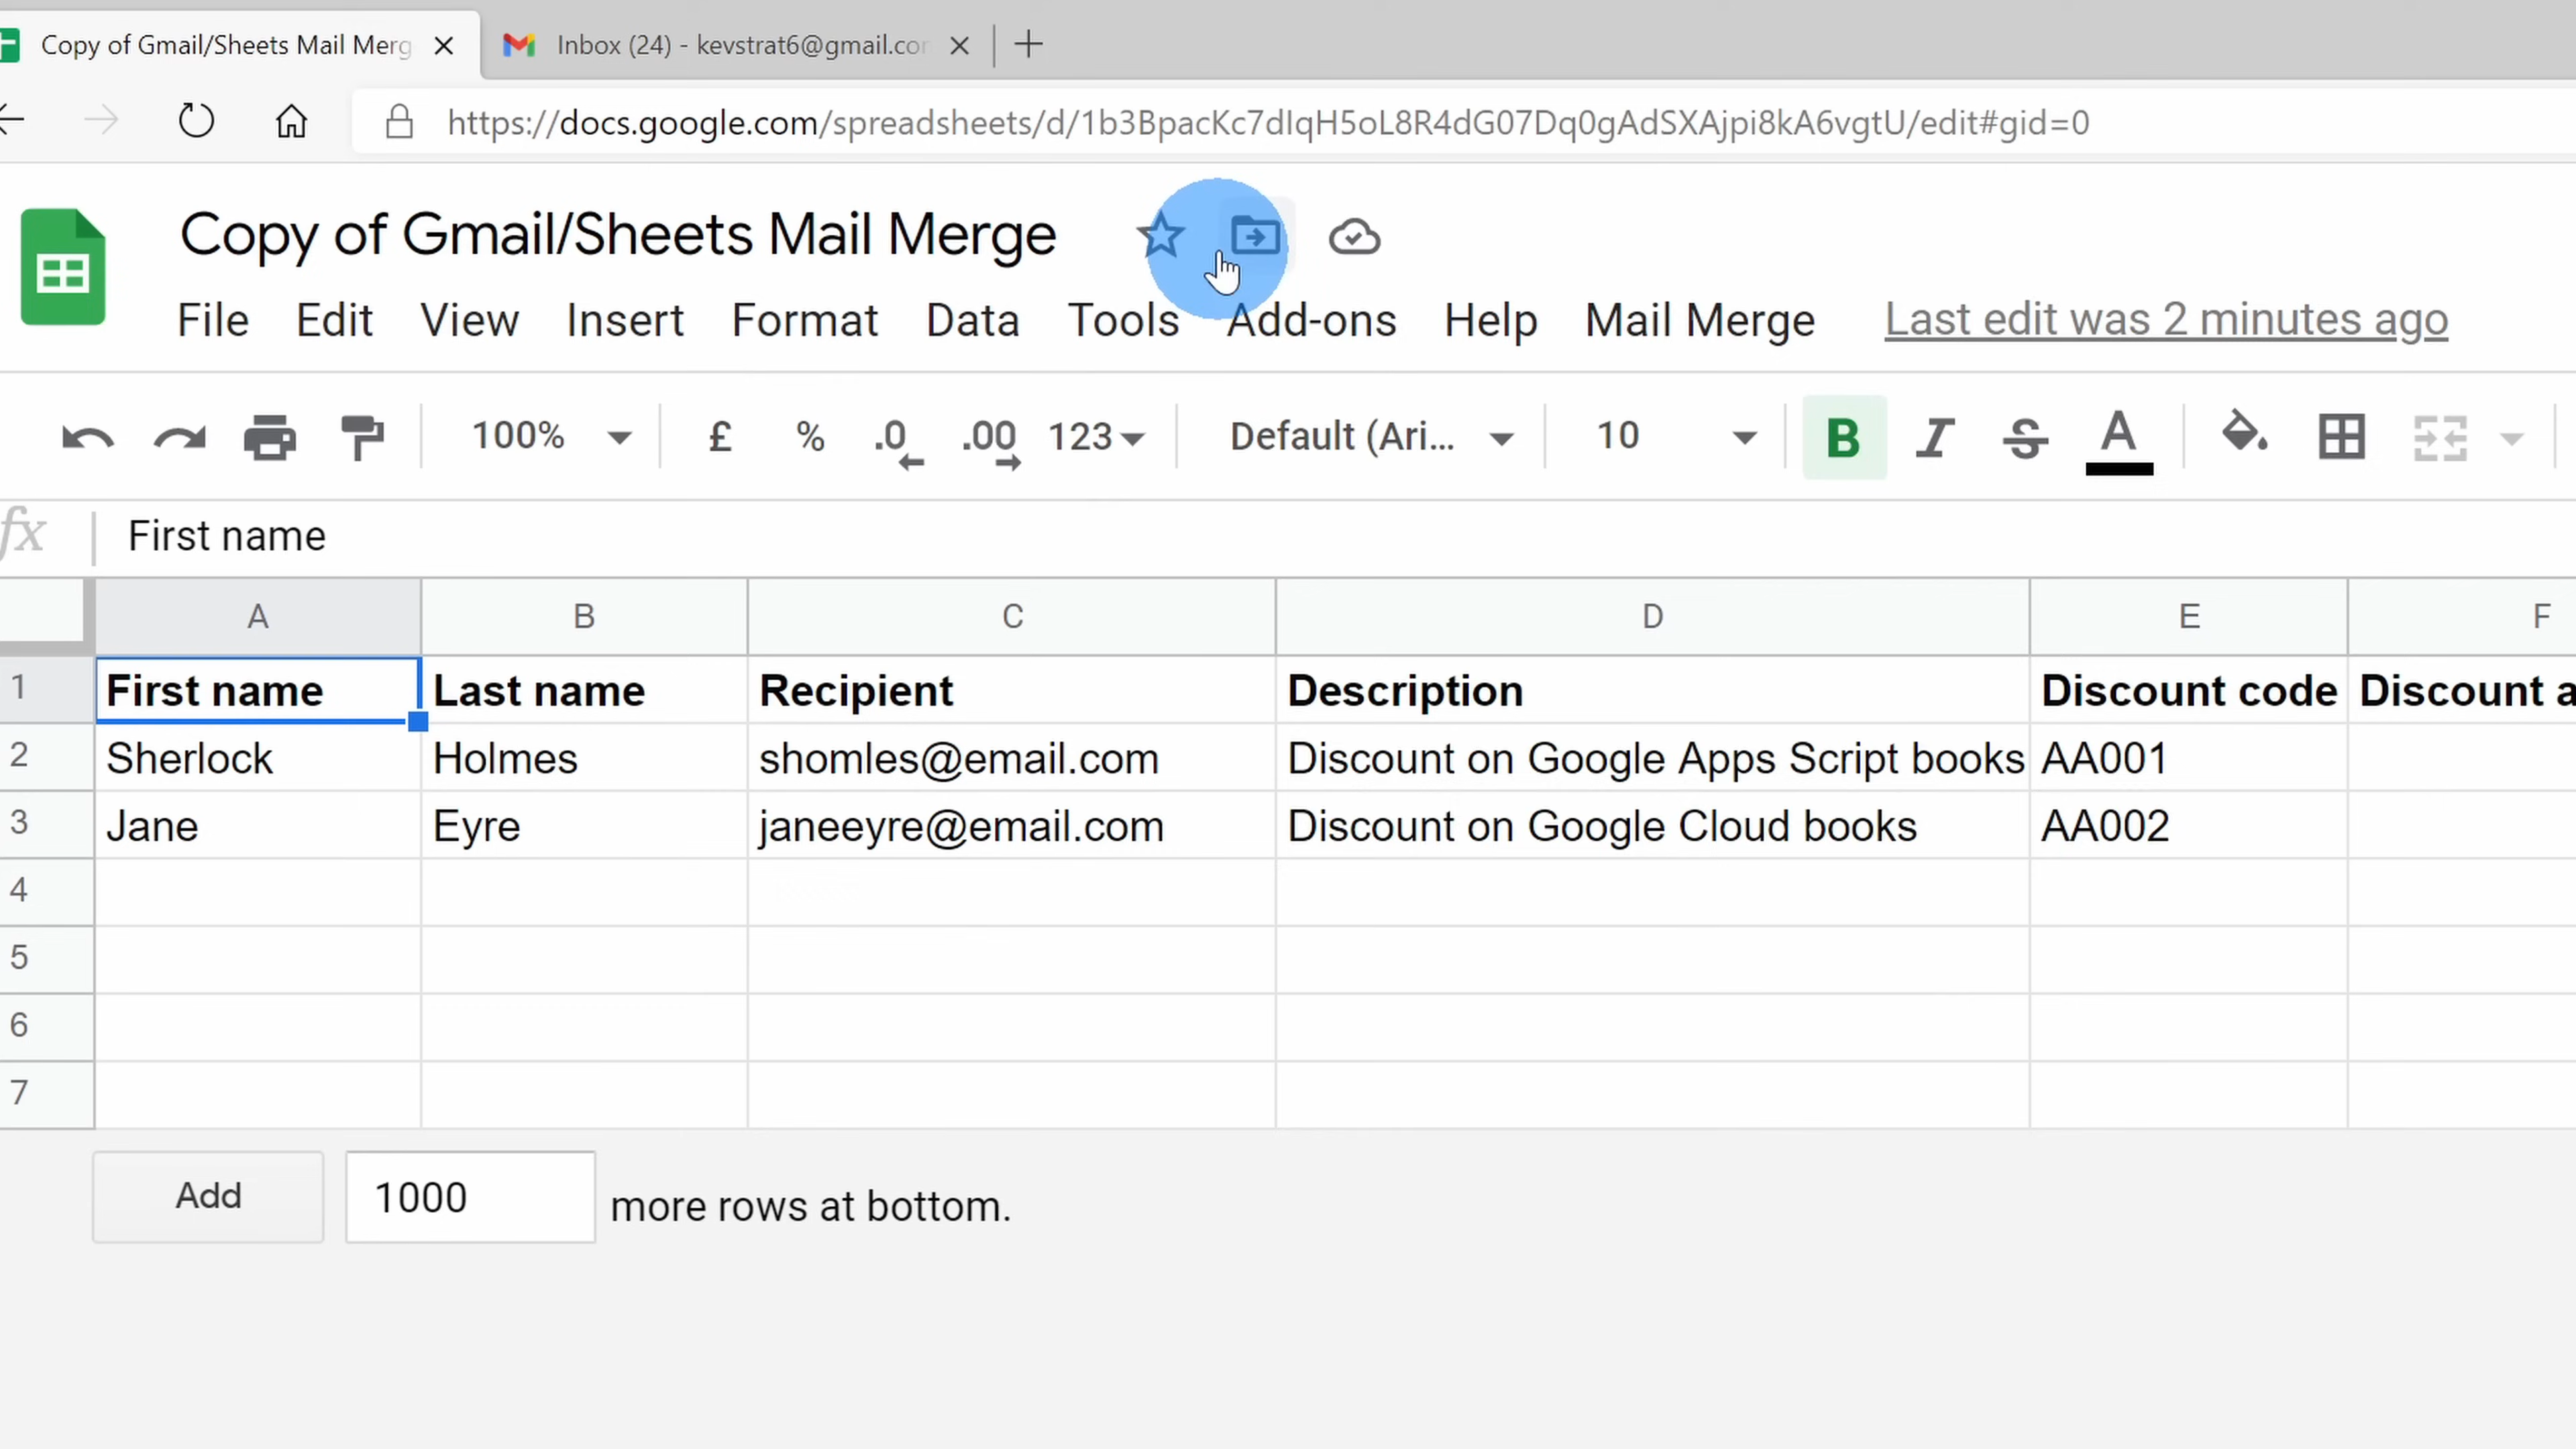 Copy of Gmail/Sheets Mail Merg
Inbox (24) - kevstrat6@gmail.co
https://docs.google.com/spreadsheets/d/1b3BpacKc7dIqH5oL8R4dG07Dq0gAdSXAjpi8kA6vgtU/edit#gid=0
Copy of Gmail/Sheets Mail Merge
File Edit View Insert Format Data Tools Add-ons Help Mail Merge Last edit was 2 minutes ago
100% £ % .0 .00 123 Default (Ari... 10 B I S A
fx First name
A B C D E F
1 First name Last name Recipient Description Discount code Discount a
2 Sherlock Holmes shomles@email.com Discount on Google Apps Script books AA001
3 Jane Eyre janeeyre@email.com Discount on Google Cloud books AA002
4
5
6
7
Add 1000 more rows at bottom.